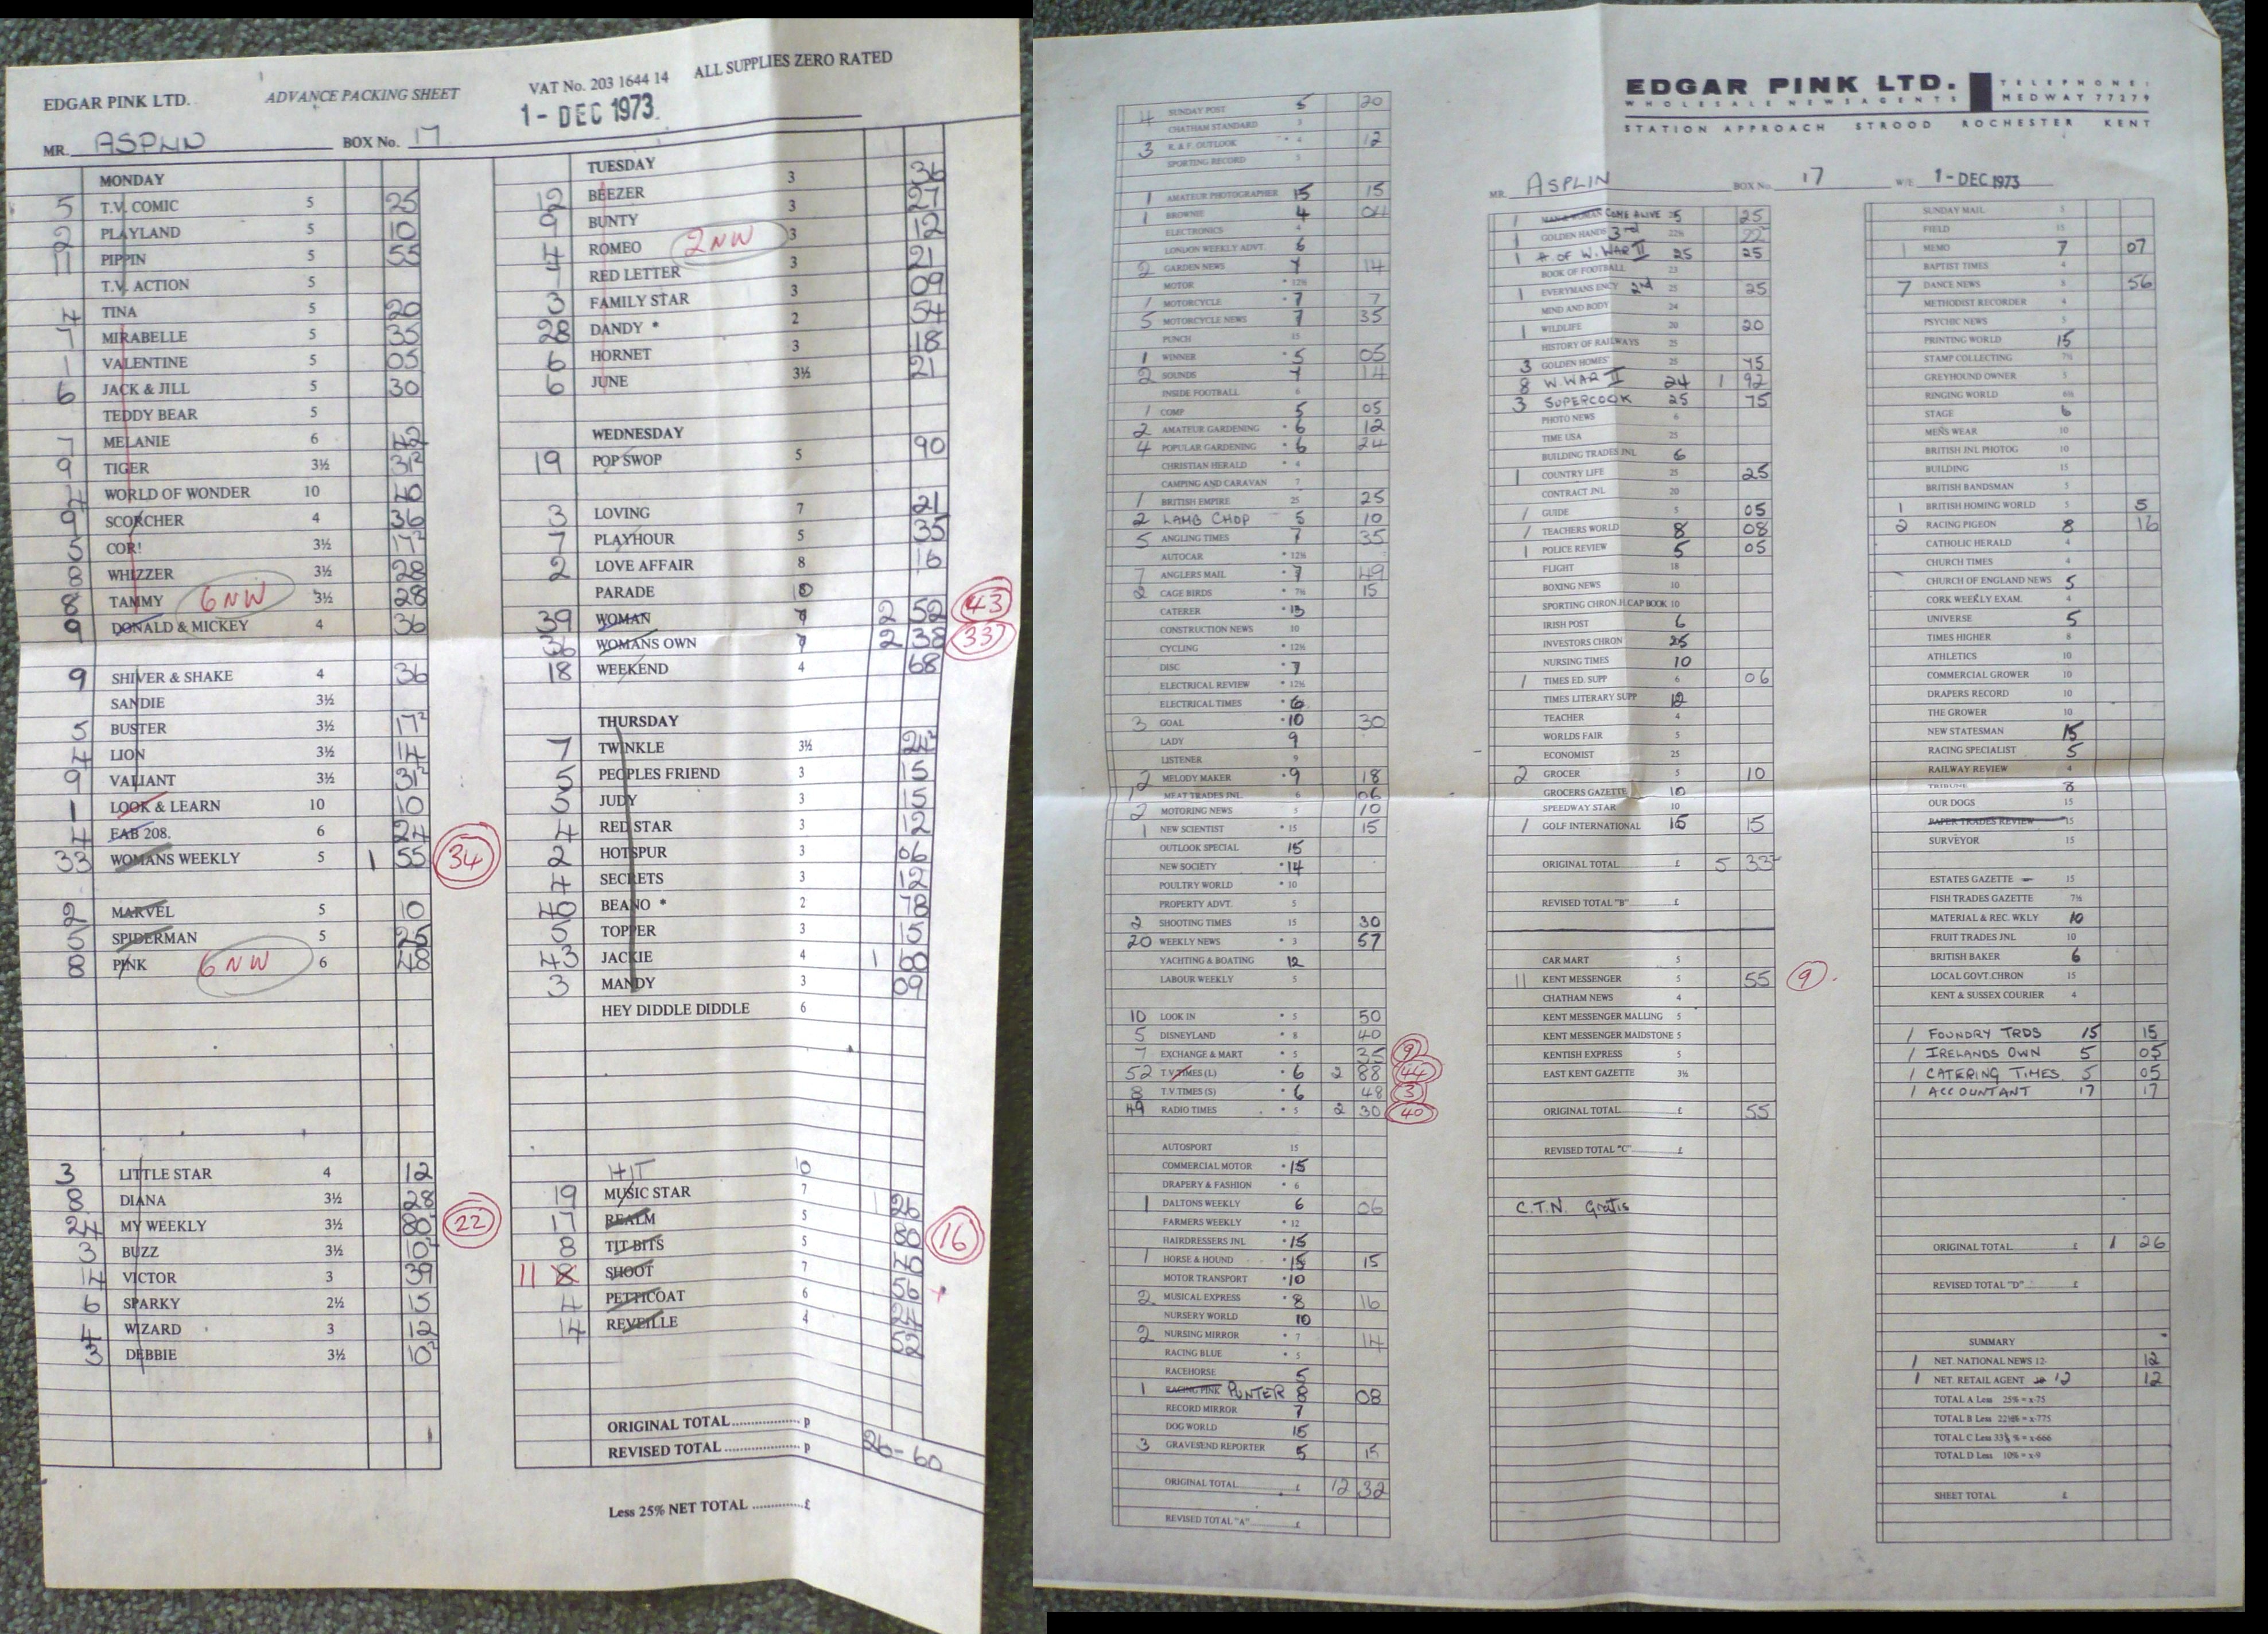 EDGAR PINK LTD. ADVANCE PACKING SHEET VAT No. 203 1644 14 ALL SUPPLIES ZERO RATED
1 - DEC 1973
MR. ASPLIN BOX No. 17
MONDAY
5 T.V. COMIC 5 25
2 PLAYLAND 5 10
11 PIPPIN 5 55
T.V. ACTION 5
4 TINA 5 20
7 MIRABELLE 5 35
1 VALENTINE 5 05
6 JACK & JILL 5 30
TEDDY BEAR 5
7 MELANIE 6 42
9 TIGER 3½ 31²
4 WORLD OF WONDER 10 40
9 SCORCHER 4 36
5 COR! 3½ 17²
8 WHIZZER 3½ 28
8 TAMMY 6 NW 3½ 28
9 DONALD & MICKEY 4 36
9 SHIVER & SHAKE 4 36
SANDIE 3½
5 BUSTER 3½ 17²
4 LION 3½ 14
9 VALIANT 3½ 31²
1 LOOK & LEARN 10 10
4 EAB 208. 6 24
33 WOMANS WEEKLY 5 1 55 34
2 MARVEL 5 10
5 SPIDERMAN 5 25
8 PINK 6 NW 6 48
3 LITTLE STAR 4 12
8 DIANA 3½ 28
24 MY WEEKLY 3½ 80 22
3 BUZZ 3½ 10²
14 VICTOR 3 39
6 SPARKY 2½ 15
4 WIZARD 3 12
3 DEBBIE 3½ 10²
TUESDAY
12 BEEZER 3 36
9 BUNTY 3 27
4 ROMEO 2 NW 3 12
7 RED LETTER 3 21
3 FAMILY STAR 3 09
28 DANDY * 2 54
6 HORNET 3 18
6 JUNE 3½ 21
WEDNESDAY
19 POP SWOP 5 90
3 LOVING 7 21
7 PLAYHOUR 5 35
2 LOVE AFFAIR 8 16
PARADE 10
39 WOMAN 7 2 52 43
36 WOMANS OWN 7 2 38 33
18 WEEKEND 4 68
THURSDAY
7 TWINKLE 3½ 24²
5 PEOPLES FRIEND 3 15
5 JUDY 3 15
4 RED STAR 3 12
2 HOTSPUR 3 06
4 SECRETS 3 12
40 BEANO * 2 78
5 TOPPER 3 15
43 JACKIE 4 1 60
3 MANDY 3 09
HEY DIDDLE DIDDLE 6
HIT 10
19 MUSIC STAR 7 1 26
17 REALM 5 80 16
8 TIT BITS 5 40
11 8 SHOOT 7 56
4 PETTICOAT 6 24
14 REVEILLE 4 52
ORIGINAL TOTAL p
REVISED TOTAL p 26-60
Less 25% NET TOTAL £
4 SUNDAY POST 5 20
CHATHAM STANDARD 3
3 R. & F. OUTLOOK * 4 12
SPORTING RECORD 5
1 AMATEUR PHOTOGRAPHER 15 15
1 BROWNIE 4 04
ELECTRONICS 4
LONDON WEEKLY ADVT. 6
2 GARDEN NEWS 7 14
MOTOR * 12½
1 MOTORCYCLE * 7 7
5 MOTORCYCLE NEWS 7 35
PUNCH 15
1 WINNER * 5 05
2 SOUNDS * 7 14
INSIDE FOOTBALL 6
1 COMP 5 05
2 AMATEUR GARDENING * 6 12
4 POPULAR GARDENING * 6 24
CHRISTIAN HERALD * 4
CAMPING AND CARAVAN 7
1 BRITISH EMPIRE 25 25
2 LAMB CHOP 5 10
5 ANGLING TIMES 7 35
AUTOCAR * 12½
7 ANGLERS MAIL * 7 49
2 CAGE BIRDS * 7½ 15
CATERER * 13
CONSTRUCTION NEWS 10
CYCLING * 12½
DISC * 7
ELECTRICAL REVIEW * 12½
ELECTRICAL TIMES * 6
3 GOAL * 10 30
LADY 9
LISTENER 9
2 MELODY MAKER * 9 18
1 MEAT TRADES JNL. 6 06
2 MOTORING NEWS 5 10
1 NEW SCIENTIST * 15 15
OUTLOOK SPECIAL 15
NEW SOCIETY * 14
POULTRY WORLD * 10
PROPERTY ADVT. 5
2 SHOOTING TIMES 15 30
20 WEEKLY NEWS * 3 57
YACHTING & BOATING 12
LABOUR WEEKLY 5
10 LOOK IN * 5 50
5 DISNEYLAND * 8 40
7 EXCHANGE & MART * 5 35 9
52 T.V TIMES (L) * 6 2 88 44
8 T.V TIMES (S) * 6 48 3
49 RADIO TIMES * 5 2 30 40
AUTOSPORT 15
COMMERCIAL MOTOR * 15
DRAPERY & FASHION * 6
1 DALTONS WEEKLY 6 06
FARMERS WEEKLY * 12
HAIRDRESSERS JNL * 15
1 HORSE & HOUND * 15 15
MOTOR TRANSPORT * 10
2 MUSICAL EXPRESS * 8 16
NURSERY WORLD 10
2 NURSING MIRROR * 7 14
RACING BLUE * 5
RACEHORSE 5
1 RACING PINK PUNTER 8 08
RECORD MIRROR 7
DOG WORLD 15
3 GRAVESEND REPORTER 5 15
ORIGINAL TOTAL £ 12 32
REVISED TOTAL "A" £
EDGAR PINK LTD. TELEPHONE:
WHOLESALE NEWSAGENTS MEDWAY 77279
STATION APPROACH STROOD ROCHESTER KENT
MR. ASPLIN BOX No. 17 W/E 1 - DEC 1973
1 COME ALIVE 25 25
1 GOLDEN HANDS 3rd 22½ 22²
1 # OF W. WAR II 25 25
BOOK OF FOOTBALL 23
1 EVERYMANS ENCY 2nd 25 25
MIND AND BODY 24
1 WILDLIFE 20 20
HISTORY OF RAILWAYS 25
3 GOLDEN HOMES 25 75
8 W. WAR II 24 1 92
3 SUPERCOOK 25 75
PHOTO NEWS 6
TIME USA 25
BUILDING TRADES JNL 6
1 COUNTRY LIFE 25 25
CONTRACT JNL 20
1 GUIDE 5 05
1 TEACHERS WORLD 8 08
1 POLICE REVIEW 5 05
FLIGHT 18
BOXING NEWS 10
SPORTING CHRON.H.CAP BOOK 10
IRISH POST 6
INVESTORS CHRON 25
NURSING TIMES 10
1 TIMES ED. SUPP 6 06
TIMES LITERARY SUPP 12
TEACHER 4
WORLDS FAIR 5
ECONOMIST 25
2 GROCER 5 10
GROCERS GAZETTE 10
SPEEDWAY STAR 10
1 GOLF INTERNATIONAL 15 15
ORIGINAL TOTAL £ 5 33²
REVISED TOTAL "B" £
CAR MART 5
11 KENT MESSENGER 5 55 9
CHATHAM NEWS 4
KENT MESSENGER MALLING 5
KENT MESSENGER MAIDSTONE 5
KENTISH EXPRESS 5
EAST KENT GAZETTE 3½
ORIGINAL TOTAL £ 55
REVISED TOTAL "C" £
C.T.N. Gratis
SUNDAY MAIL 5
FIELD 15
1 MEMO 7 07
BAPTIST TIMES 4
7 DANCE NEWS 8 56
METHODIST RECORDER 4
PSYCHIC NEWS 5
PRINTING WORLD 15
STAMP COLLECTING 7½
GREYHOUND OWNER 5
RINGING WORLD 6½
STAGE 6
MENS WEAR 10
BRITISH JNL PHOTOG 10
BUILDING 15
BRITISH BANDSMAN 5
1 BRITISH HOMING WORLD 5 5
2 RACING PIGEON 8 16
CATHOLIC HERALD 4
CHURCH TIMES 4
CHURCH OF ENGLAND NEWS 5
CORK WEEKLY EXAM. 4
UNIVERSE 5
TIMES HIGHER 8
ATHLETICS 10
COMMERCIAL GROWER 10
DRAPERS RECORD 10
THE GROWER 10
NEW STATESMAN 15
RACING SPECIALIST 5
RAILWAY REVIEW 4
TRIBUNE 8
OUR DOGS 15
PAPER TRADES REVIEW 15
SURVEYOR 15
ESTATES GAZETTE 15
FISH TRADES GAZETTE 7½
MATERIAL & REC. WKLY 10
FRUIT TRADES JNL 10
BRITISH BAKER 6
LOCAL GOVT.CHRON 15
KENT & SUSSEX COURIER 4
1 FOUNDRY TRDS 15 15
1 IRELANDS OWN 5 05
1 CATERING TIMES 5 05
1 ACCOUNTANT 17 17
ORIGINAL TOTAL £ 1 26
REVISED TOTAL "D" £
SUMMARY
1 NET. NATIONAL NEWS 12 12
1 NET. RETAIL AGENT 12 12
TOTAL A Less 25% = x-75
TOTAL B Less 22½% = x-775
TOTAL C Less 33⅓ % = x-666
TOTAL D Less 10% = x-9
SHEET TOTAL £